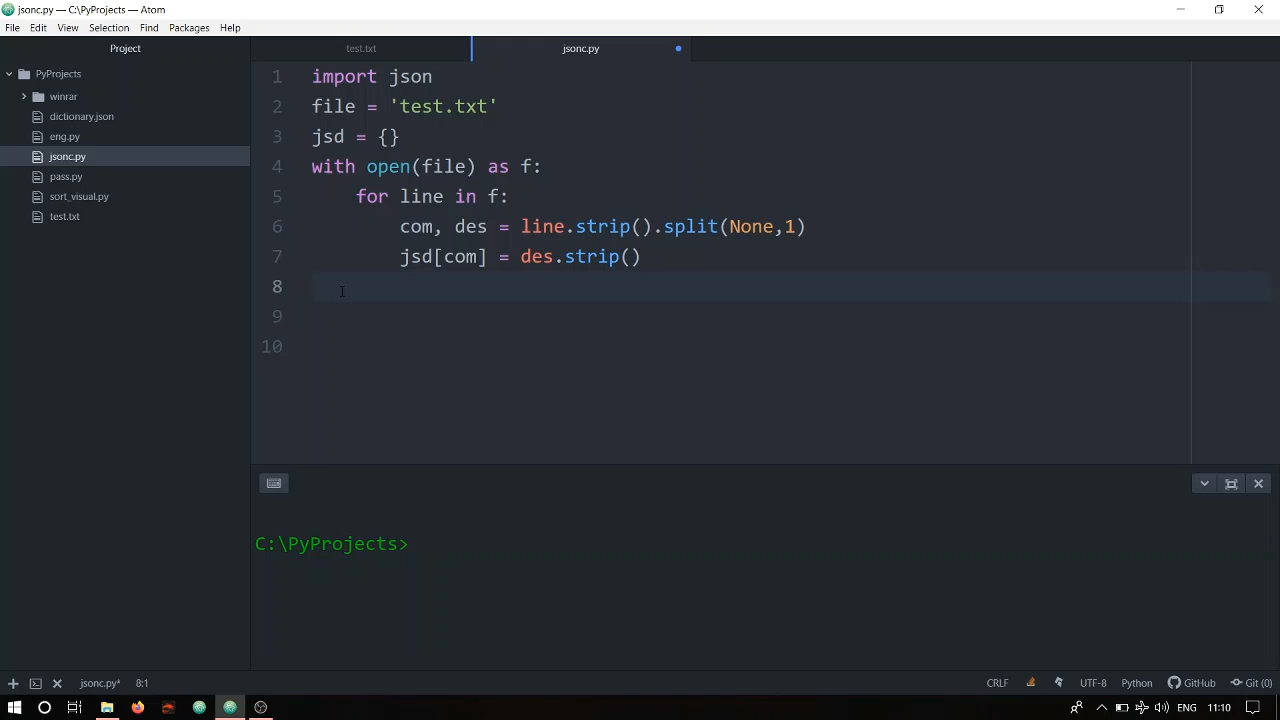 jsonc.py — C:\PyProjects — Atom
File Edit View Selection Find Packages Help
Project
test.txt
jsonc.py
PyProjects
winrar
dictionary.json
eng.py
jsonc.py
pass.py
sort_visual.py
test.txt
1 import json
2 file = 'test.txt'
3 jsd = {}
4 with open(file) as f:
5 for line in f:
6 com, des = line.strip().split(None,1)
7 jsd[com] = des.strip()
8
9
10
C:\PyProjects>
jsonc.py* 8:1
CRLF UTF-8 Python GitHub Git (0)
ENG 11:10